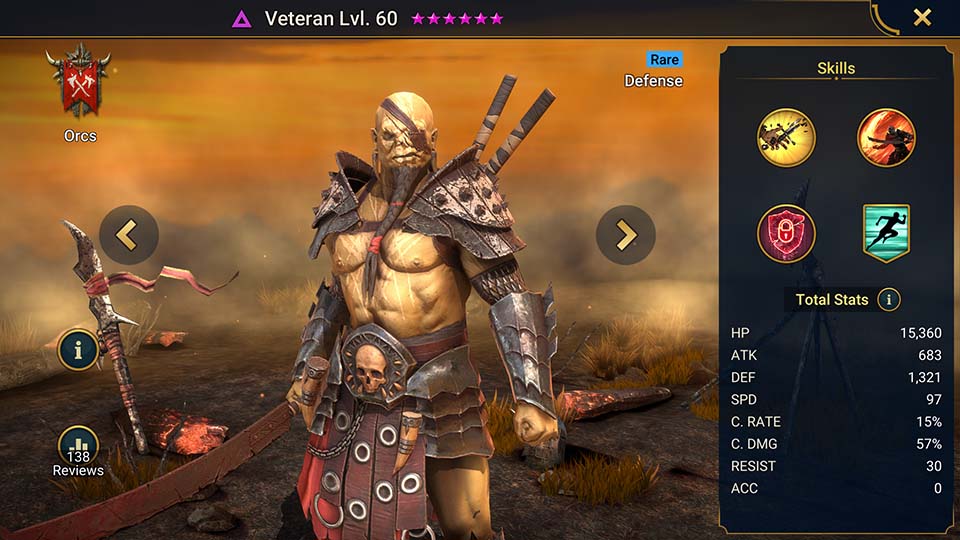 Veteran Lvl. 60
Orcs
Rare
Defense
Skills
Total Stats
HP 15,360
ATK 683
DEF 1,321
SPD 97
C. RATE 15%
C. DMG 57%
RESIST 30
ACC 0
138
Reviews